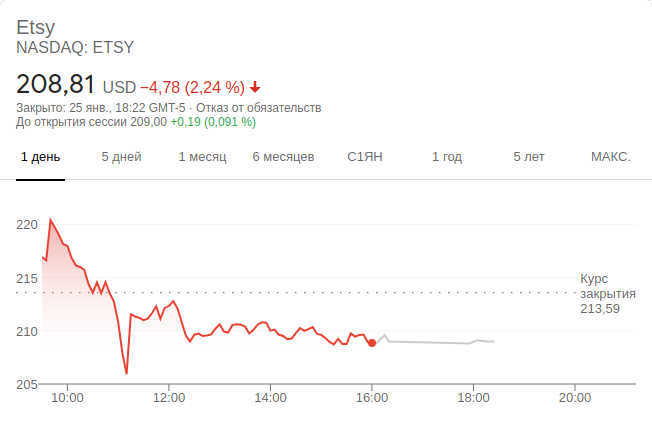 Etsy
NASDAQ: ETSY
208,81 USD −4,78 (2,24 %)
Закрыто: 25 янв., 18:22 GMT-5 · Отказ от обязательств
До открытия сессии 209,00 +0,19 (0,091 %)
1 день 5 дней 1 месяц 6 месяцев С1ЯН 1 год 5 лет МАКС.
220
215
210
205
Курс
закрытия
213,59
10:00 12:00 14:00 16:00 18:00 20:00